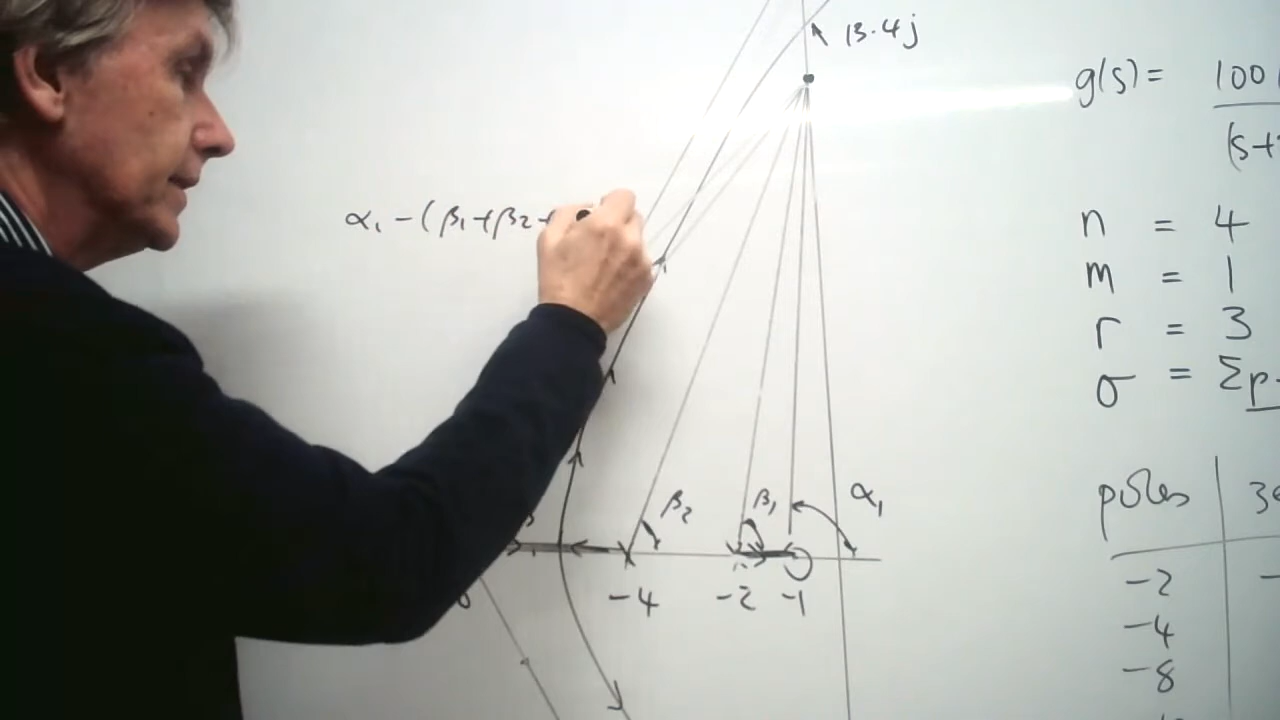 13.4j
g(s) = 100
(s+
α₁ - (β₁+β₂+
n = 4
m = 1
r = 3
σ = Σp-
β₂ β₁ α₁
-4 -2 -1
poles
-2
-4
-8